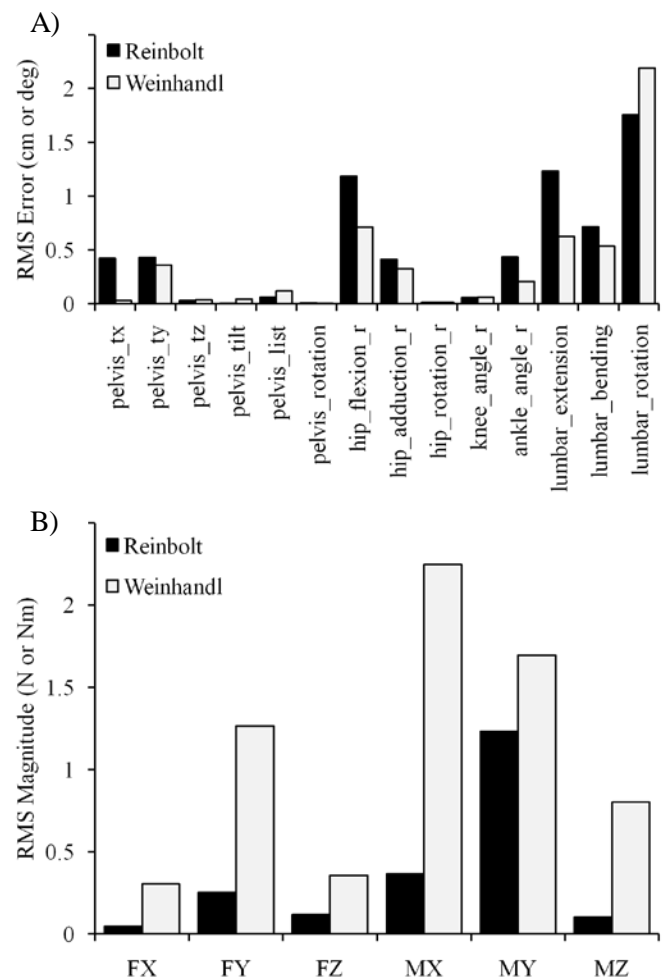 A)
Reinbolt
Weinhandl
RMS Error (cm or deg)
2
1.5
1
0.5
0
pelvis_tx
pelvis_ty
pelvis_tz
pelvis_tilt
pelvis_list
pelvis_rotation
hip_flexion_r
hip_adduction_r
hip_rotation_r
knee_angle_r
ankle_angle_r
lumbar_extension
lumbar_bending
lumbar_rotation
B)
Reinbolt
Weinhandl
RMS Magnitude (N or Nm)
2
1.5
1
0.5
0
FX
FY
FZ
MX
MY
MZ